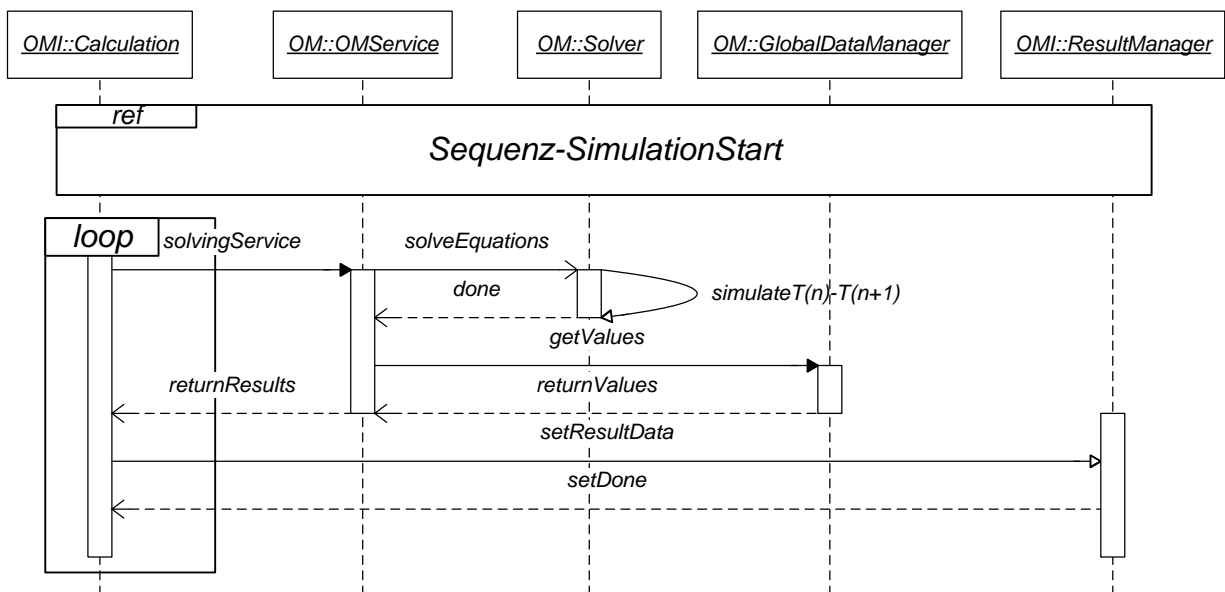 OMI::Calculation
OM::OMService
OM::Solver
OM::GlobalDataManager
OMI::ResultManager
ref
Sequenz-SimulationStart
loop
solvingService
solveEquations
done
simulateT(n)-T(n+1)
getValues
returnResults
returnValues
setResultData
setDone